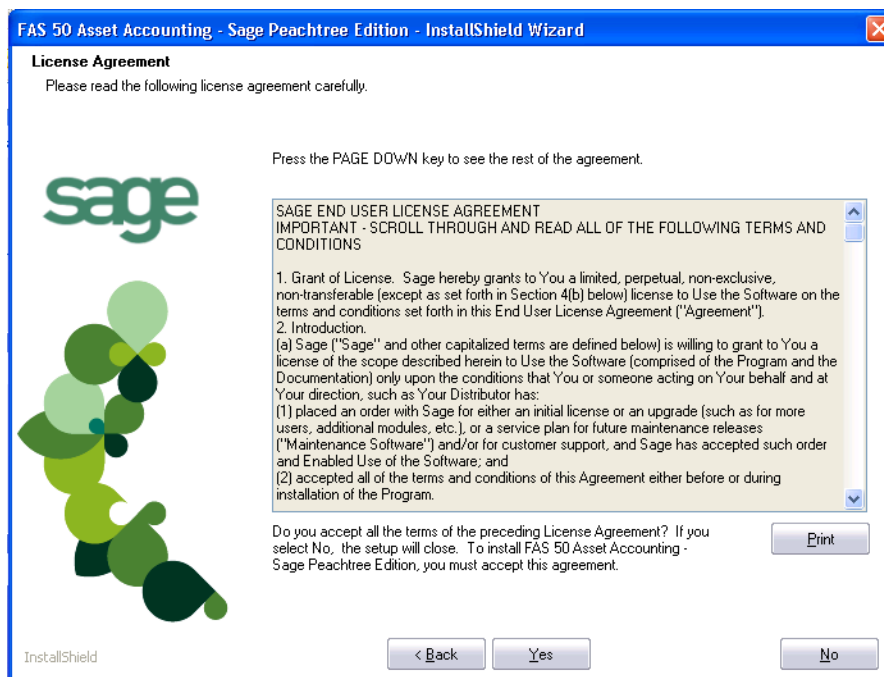 FAS 50 Asset Accounting - Sage Peachtree Edition - InstallShield Wizard
License Agreement
Please read the following license agreement carefully.
Press the PAGE DOWN key to see the rest of the agreement.
sage
SAGE END USER LICENSE AGREEMENT
IMPORTANT - SCROLL THROUGH AND READ ALL OF THE FOLLOWING TERMS AND
CONDITIONS
1. Grant of License.  Sage hereby grants to You a limited, perpetual, non-exclusive,
non-transferable (except as set forth in Section 4(b) below) license to Use the Software on the
terms and conditions set forth in this End User License Agreement ("Agreement").
2. Introduction.
(a) Sage ("Sage" and other capitalized terms are defined below) is willing to grant to You a
license of the scope described herein to Use the Software (comprised of the Program and the
Documentation) only upon the conditions that You or someone acting on Your behalf and at
Your direction, such as Your Distributor has:
(1) placed an order with Sage for either an initial license or an upgrade (such as for more
users, additional modules, etc.), or a service plan for future maintenance releases
("Maintenance Software") and/or for customer support, and Sage has accepted such order
and Enabled Use of the Software; and
(2) accepted all of the terms and conditions of this Agreement either before or during
installation of the Program.
Do you accept all the terms of the preceding License Agreement?  If you
select No,  the setup will close.  To install FAS 50 Asset Accounting -
Sage Peachtree Edition, you must accept this agreement.
Print
InstallShield
< Back
Yes
No